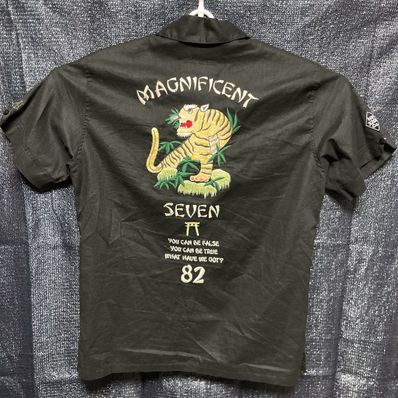 MAGNIFICENT
SEVEN
YOU CAN BE FALSE
YOU CAN BE TRUE
WHAT HAVE WE GOT?
82